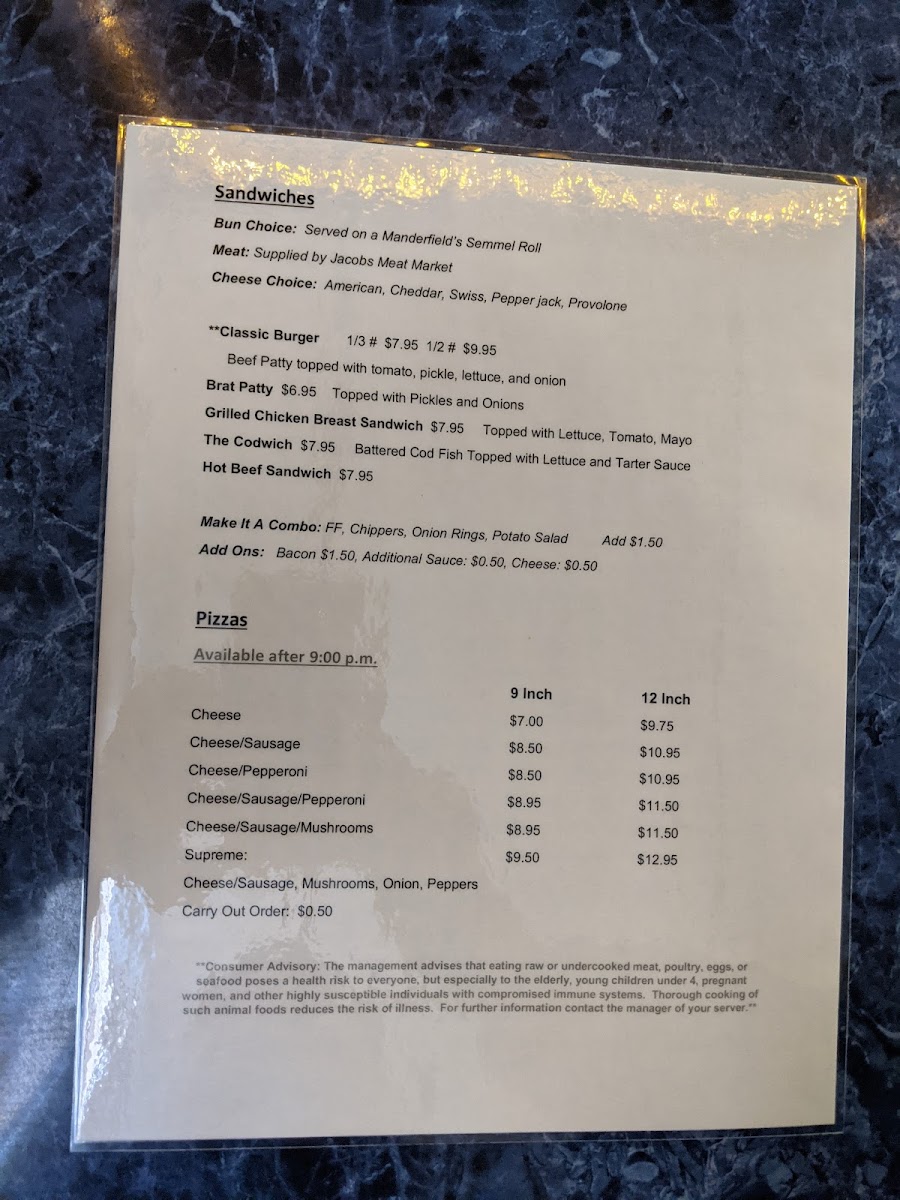 Sandwiches
Bun Choice: Served on a Manderfield's Semmel Roll
Meat: Supplied by Jacobs Meat Market
Cheese Choice: American, Cheddar, Swiss, Pepper jack, Provolone
**Classic Burger 1/3 # $7.95 1/2 # $9.95
Beef Patty topped with tomato, pickle, lettuce, and onion
Brat Patty $6.95 Topped with Pickles and Onions
Grilled Chicken Breast Sandwich $7.95 Topped with Lettuce, Tomato, Mayo
The Codwich $7.95 Battered Cod Fish Topped with Lettuce and Tarter Sauce
Hot Beef Sandwich $7.95
Make It A Combo: FF, Chippers, Onion Rings, Potato Salad Add $1.50
Add Ons: Bacon $1.50, Additional Sauce: $0.50, Cheese: $0.50
Pizzas
Available after 9:00 p.m.
9 Inch 12 Inch
Cheese $7.00 $9.75
Cheese/Sausage $8.50 $10.95
Cheese/Pepperoni $8.50 $10.95
Cheese/Sausage/Pepperoni $8.95 $11.50
Cheese/Sausage/Mushrooms $8.95 $11.50
Supreme: $9.50 $12.95
Cheese/Sausage, Mushrooms, Onion, Peppers
Carry Out Order: $0.50
**Consumer Advisory: The management advises that eating raw or undercooked meat, poultry, eggs, or
seafood poses a health risk to everyone, but especially to the elderly, young children under 4, pregnant
women, and other highly susceptible individuals with compromised immune systems. Thorough cooking of
such animal foods reduces the risk of illness. For further information contact the manager of your server.**